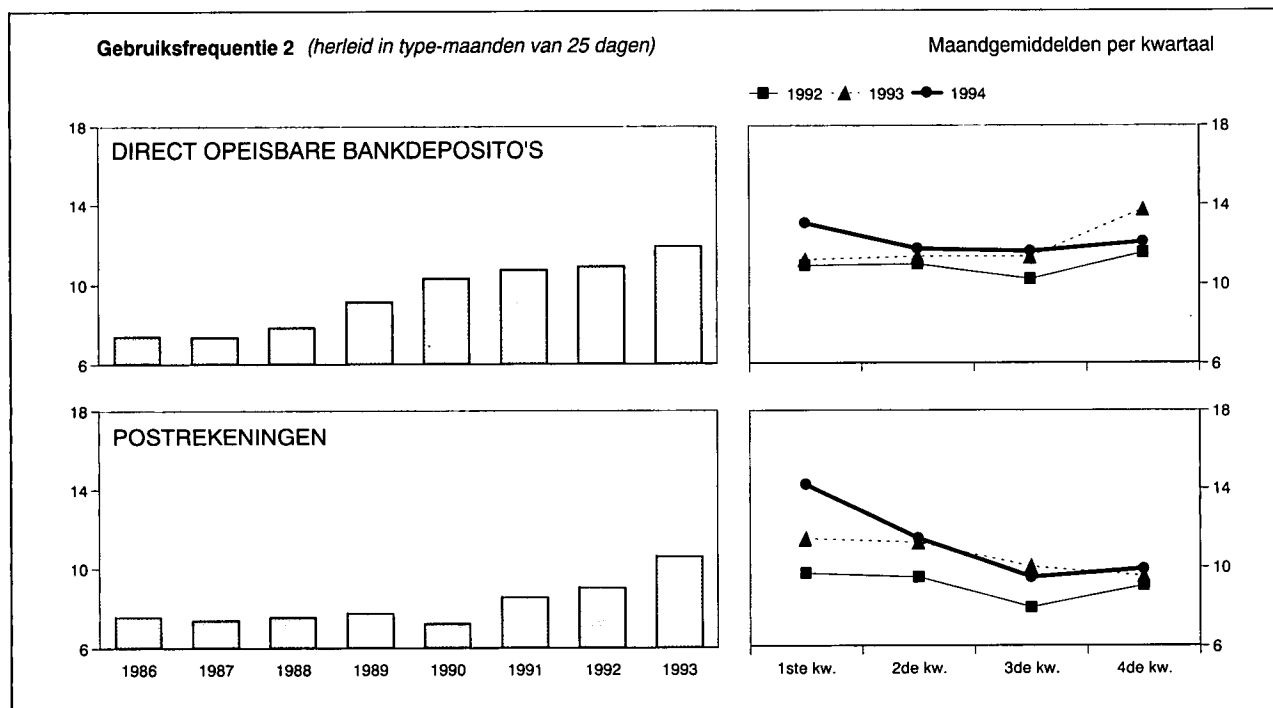 Gebruiksfrequentie 2 (herleid in type-maanden van 25 dagen)
Maandgemiddelden per kwartaal
1992 1993 1994
DIRECT OPEISBARE BANKDEPOSITO'S
18
14
10
6
18
14
10
6
POSTREKENINGEN
18
14
10
6
1986 1987 1988 1989 1990 1991 1992 1993
18
14
10
6
1ste kw. 2de kw. 3de kw. 4de kw.